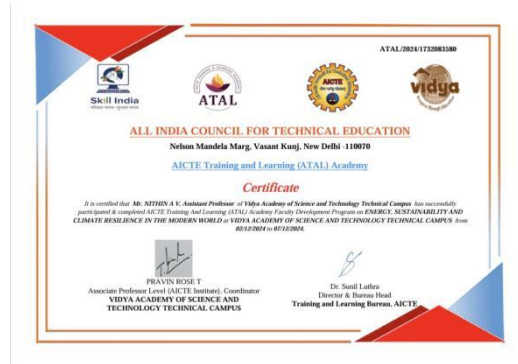 ATAL/2024/1732083580
Skill India
ATAL
AICTE
vidya
ALL INDIA COUNCIL FOR TECHNICAL EDUCATION
Nelson Mandela Marg, Vasant Kunj, New Delhi -110070
AICTE Training and Learning (ATAL) Academy
Certificate
It is certified that Mr. NITHIN A V, Assistant Professor of Vidya Academy of Science and Technology Technical Campus has successfully
participated & completed AICTE Training And Learning (ATAL) Academy Faculty Development Program on ENERGY, SUSTAINABILITY AND
CLIMATE RESILIENCE IN THE MODERN WORLD at VIDYA ACADEMY OF SCIENCE AND TECHNOLOGY TECHNICAL CAMPUS from
02/12/2024 to 07/12/2024.
PRAVIN ROSE T
Associate Professor Level (AICTE Institute), Coordinator
VIDYA ACADEMY OF SCIENCE AND
TECHNOLOGY TECHNICAL CAMPUS
Dr. Sunil Luthra
Director & Bureau Head
Training and Learning Bureau, AICTE